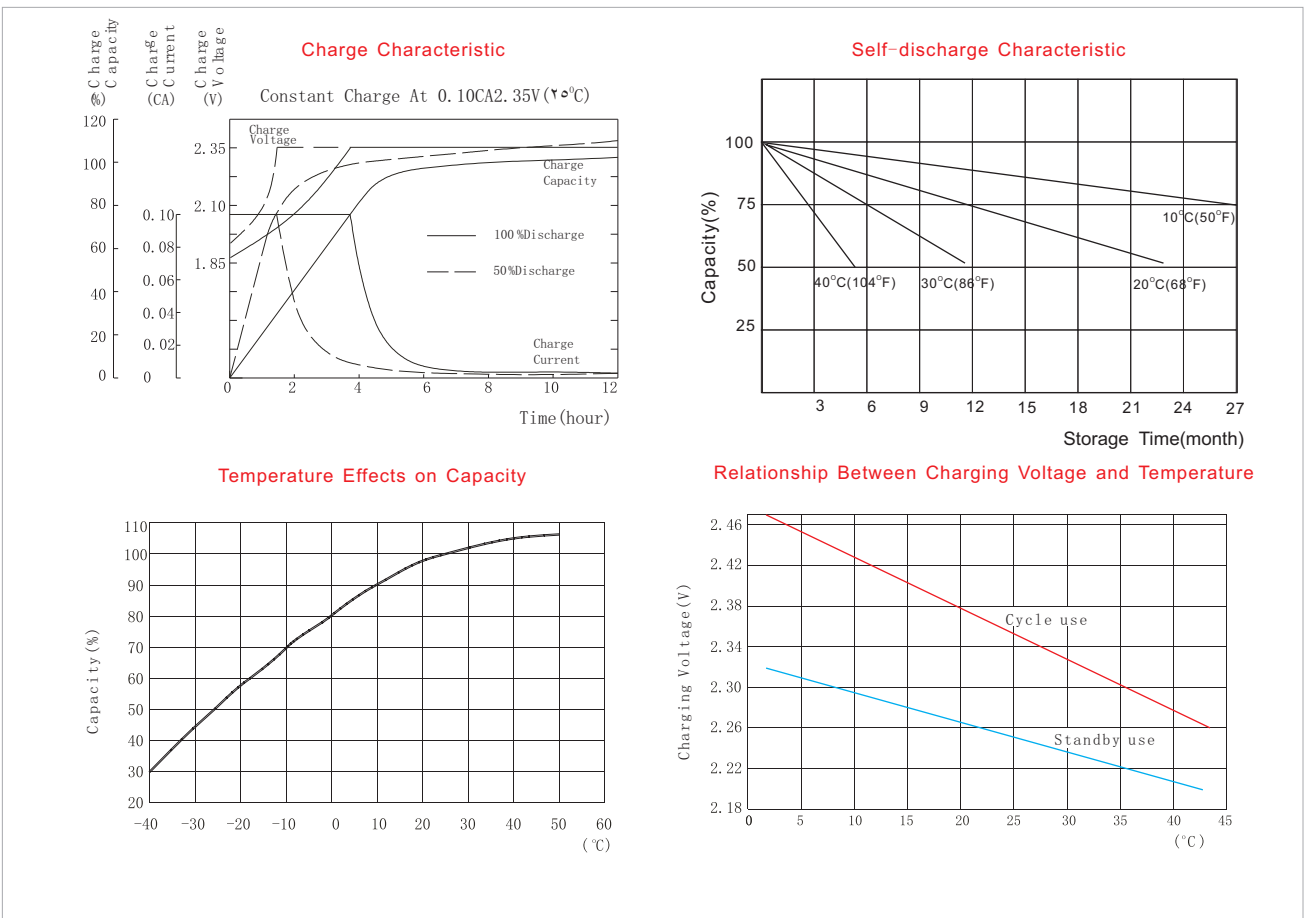 Charge Characteristic
Charge Capacity (%)
Charge Current (CA)
Charge Voltage (V)
Constant Charge At 0.10CA2.35V(٢٥⁰C)
120
100
80
60
40
20
0
0.10
0.08
0.06
0.04
0.02
0
2.35
2.10
1.85
Charge
Voltage
Charge
Capacity
100%Discharge
50%Discharge
Charge
Current
0 2 4 6 8 10 12
Time(hour)
Self-discharge Characteristic
Capacity(%)
100
75
50
25
10°C(50°F)
40°C(104°F) 30°C(86°F) 20°C(68°F)
3 6 9 12 15 18 21 24 27
Storage Time(month)
Temperature Effects on Capacity
Capacity(%)
110
100
90
80
70
60
50
40
30
20
-40 -30 -20 -10 0 10 20 30 40 50 60
(℃)
Relationship Between Charging Voltage and Temperature
Charging Voltage(V)
2.46
2.42
2.38
2.34
2.30
2.26
2.22
2.18
Cycle use
Standby use
0 5 10 15 20 25 30 35 40 45
(℃)